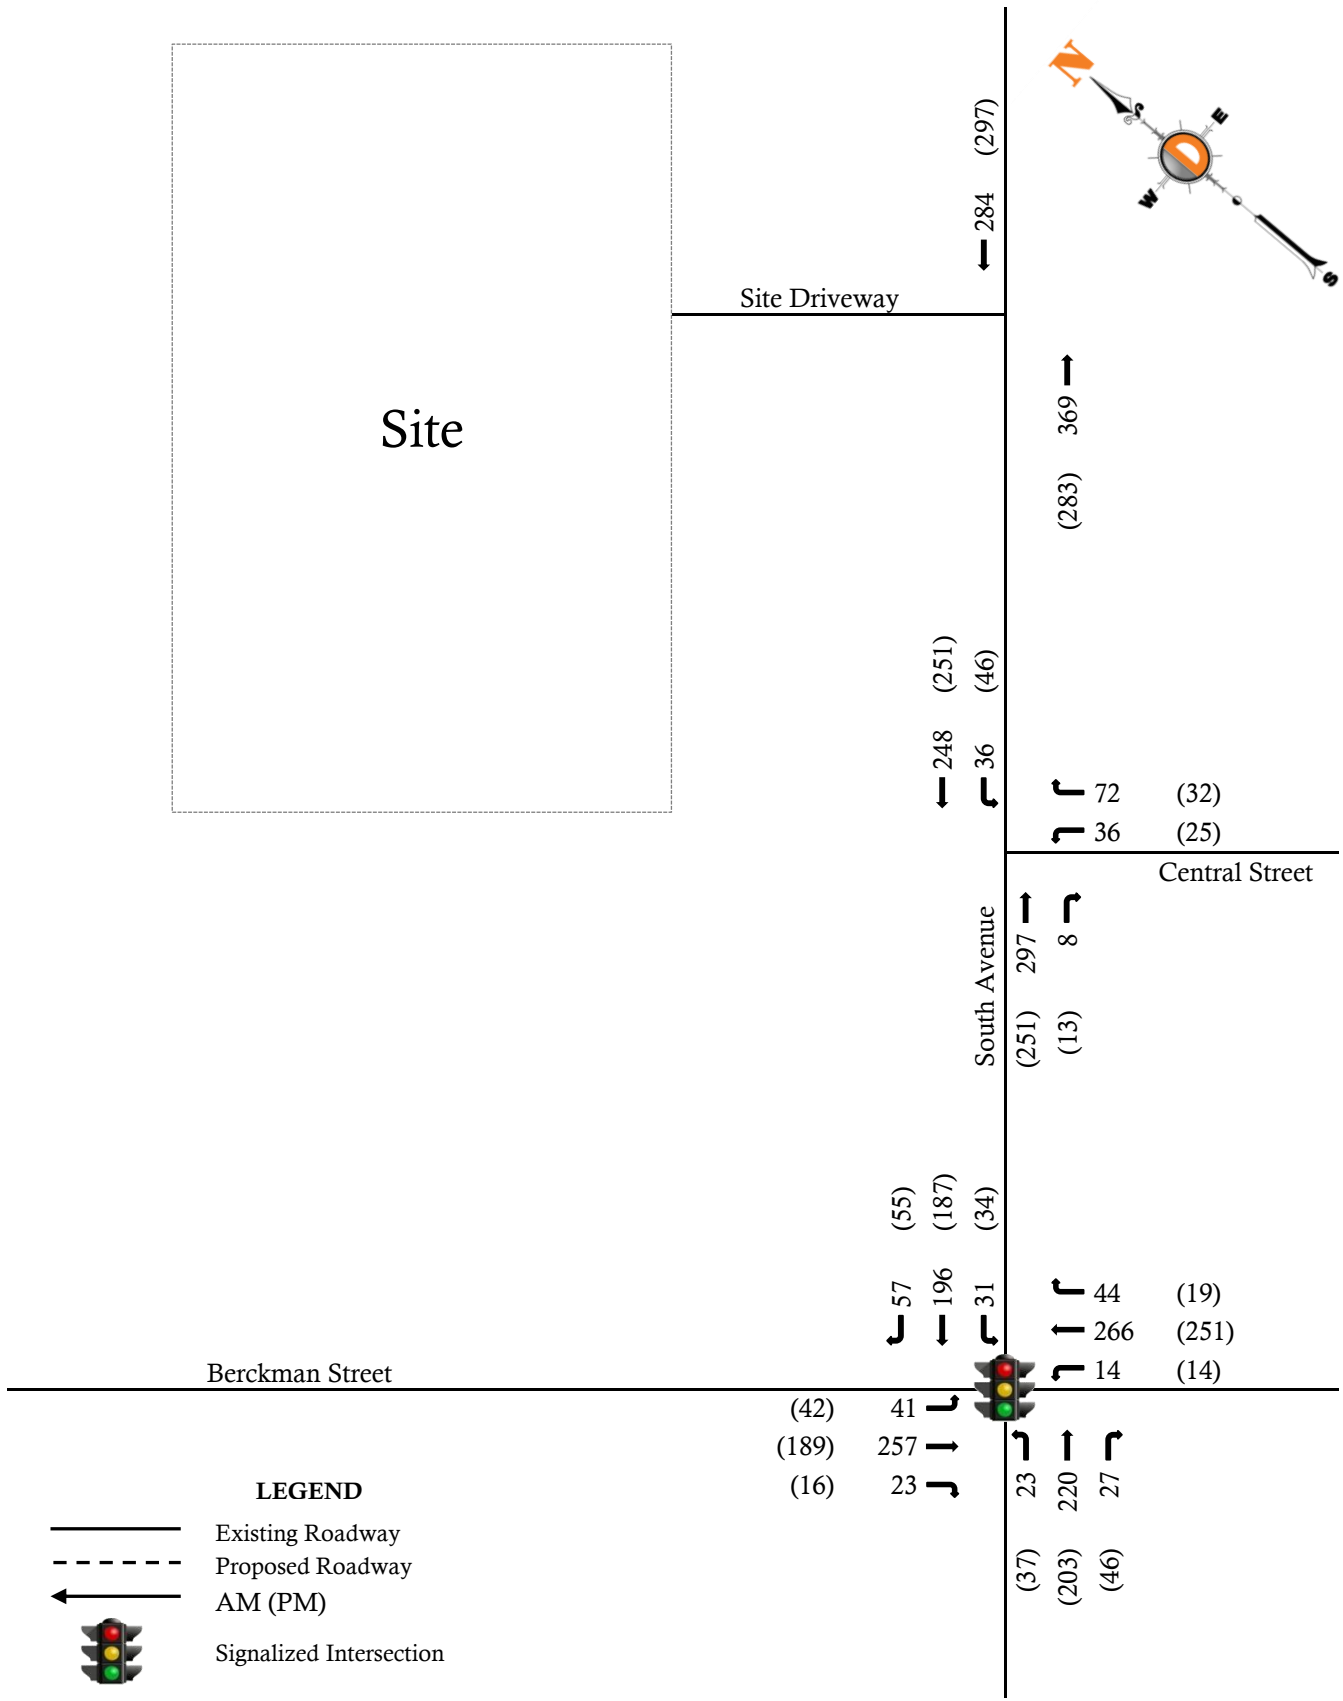 N
E
W
S
(297)
284
Site Driveway
369
(283)
Site
(251)
(46)
248
36
72 (32)
36 (25)
Central Street
South Avenue
297
8
(251)
(13)
(55)
(187)
(34)
57
196
31
44 (19)
266 (251)
14 (14)
Berckman Street
(42) 41
(189) 257
(16) 23
23
220
27
(37)
(203)
(46)
LEGEND
Existing Roadway
Proposed Roadway
AM (PM)
Signalized Intersection